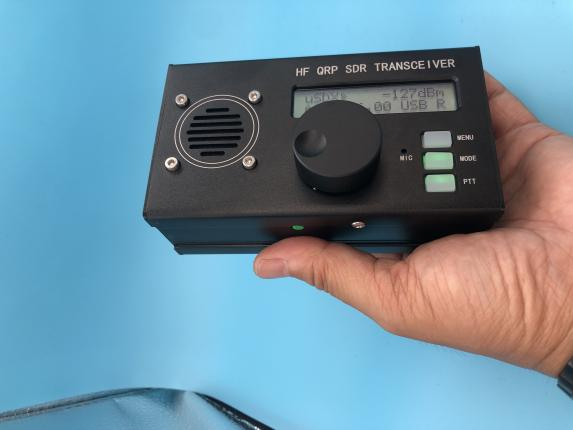 HF QRP SDR TRANSCEIVER
-127dBm
.00 USB R
MENU
MIC
MODE
PTT